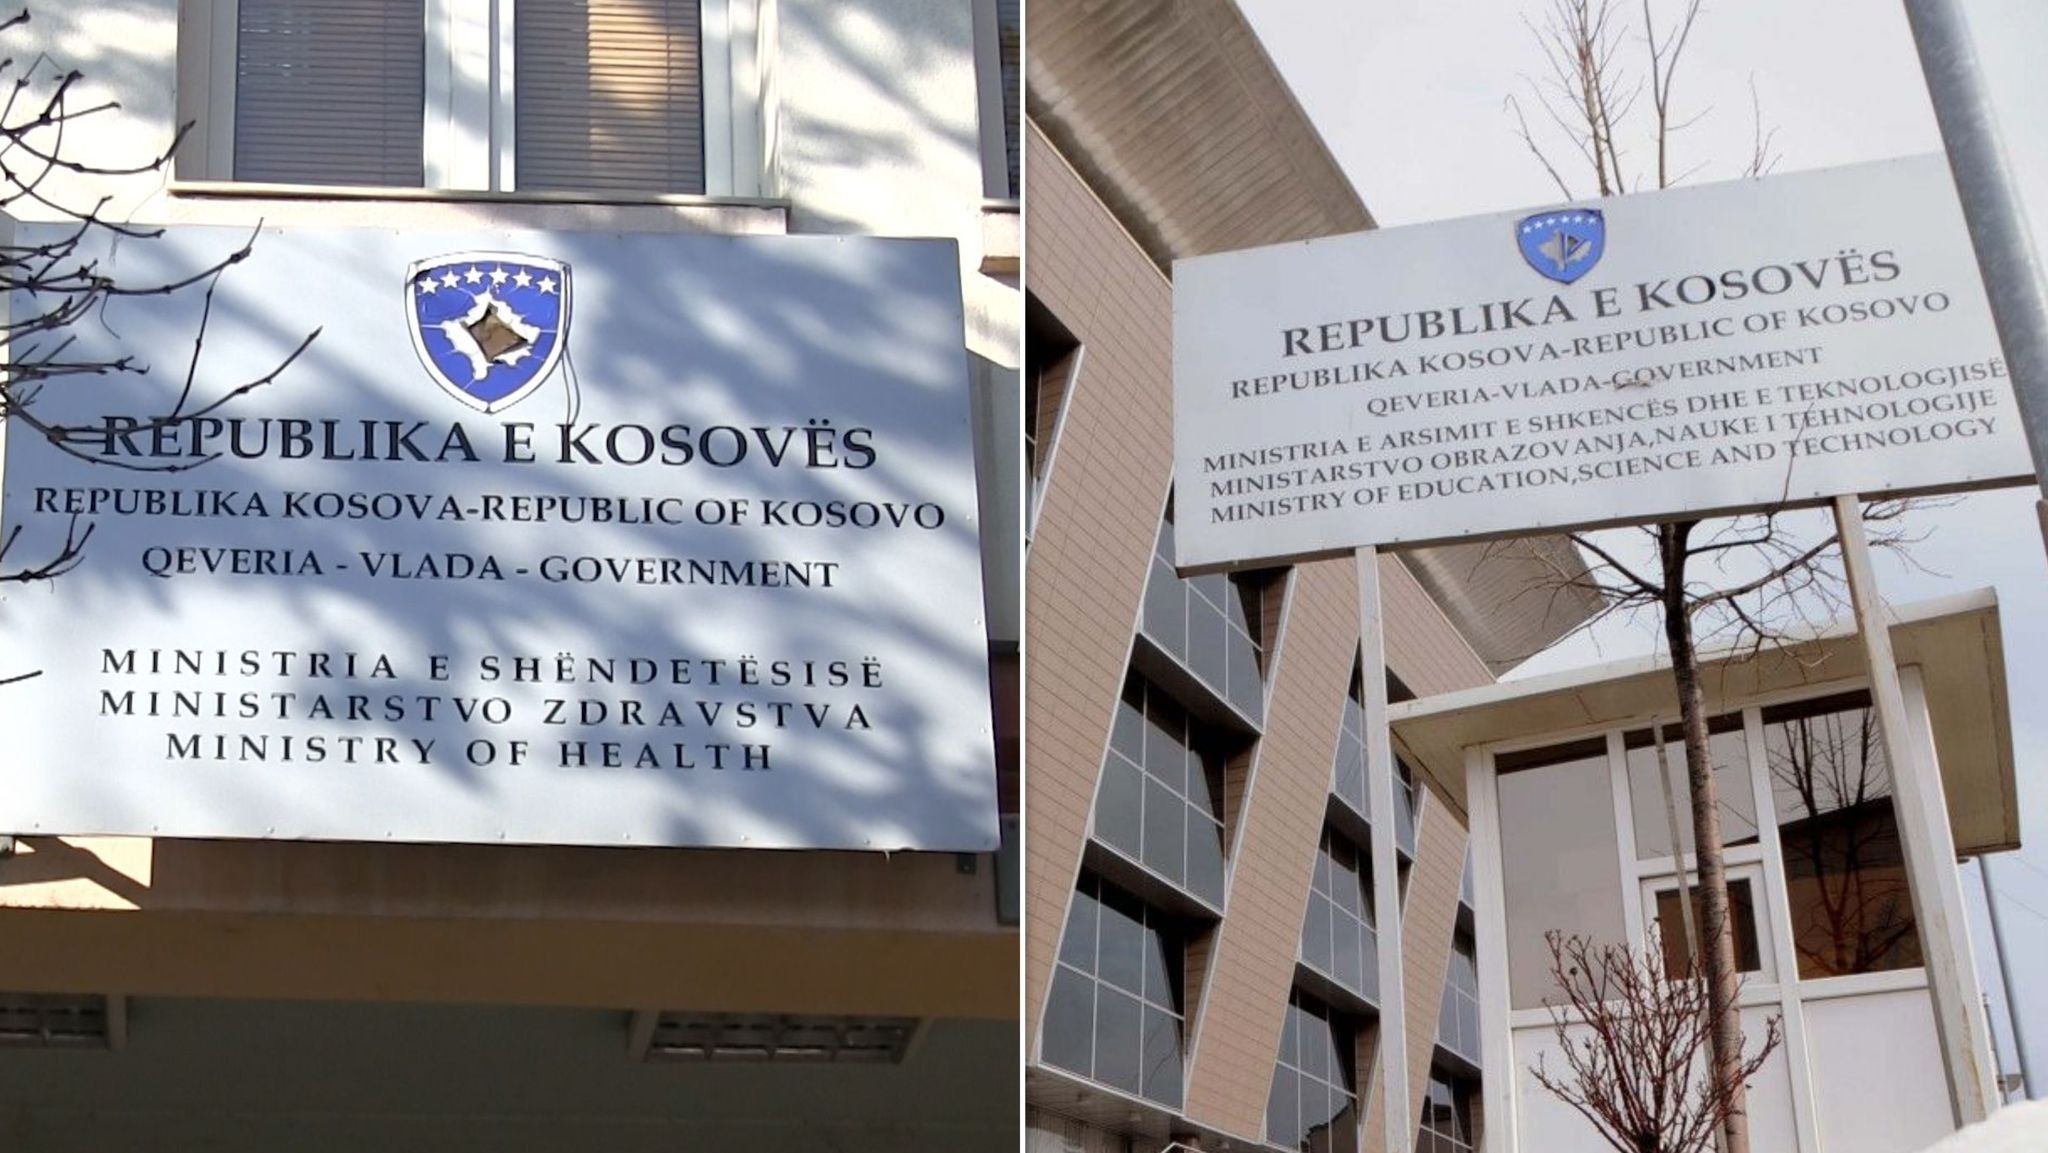 REPUBLIKA E KOSOVËS
REPUBLIKA KOSOVA-REPUBLIC OF KOSOVO
QEVERIA - VLADA - GOVERNMENT
MINISTRIA E SHËNDETËSISË
MINISTARSTVO ZDRAVSTVA
MINISTRY OF HEALTH
REPUBLIKA E KOSOVËS
REPUBLIKA KOSOVA-REPUBLIC OF KOSOVO
QEVERIA-VLADA-GOVERNMENT
MINISTRIA E ARSIMIT E SHKENCËS DHE E TEKNOLOGJISË
MINISTARSTVO OBRAZOVANJA,NAUKE I TEHNOLOGIJE
MINISTRY OF EDUCATION,SCIENCE AND TECHNOLOGY